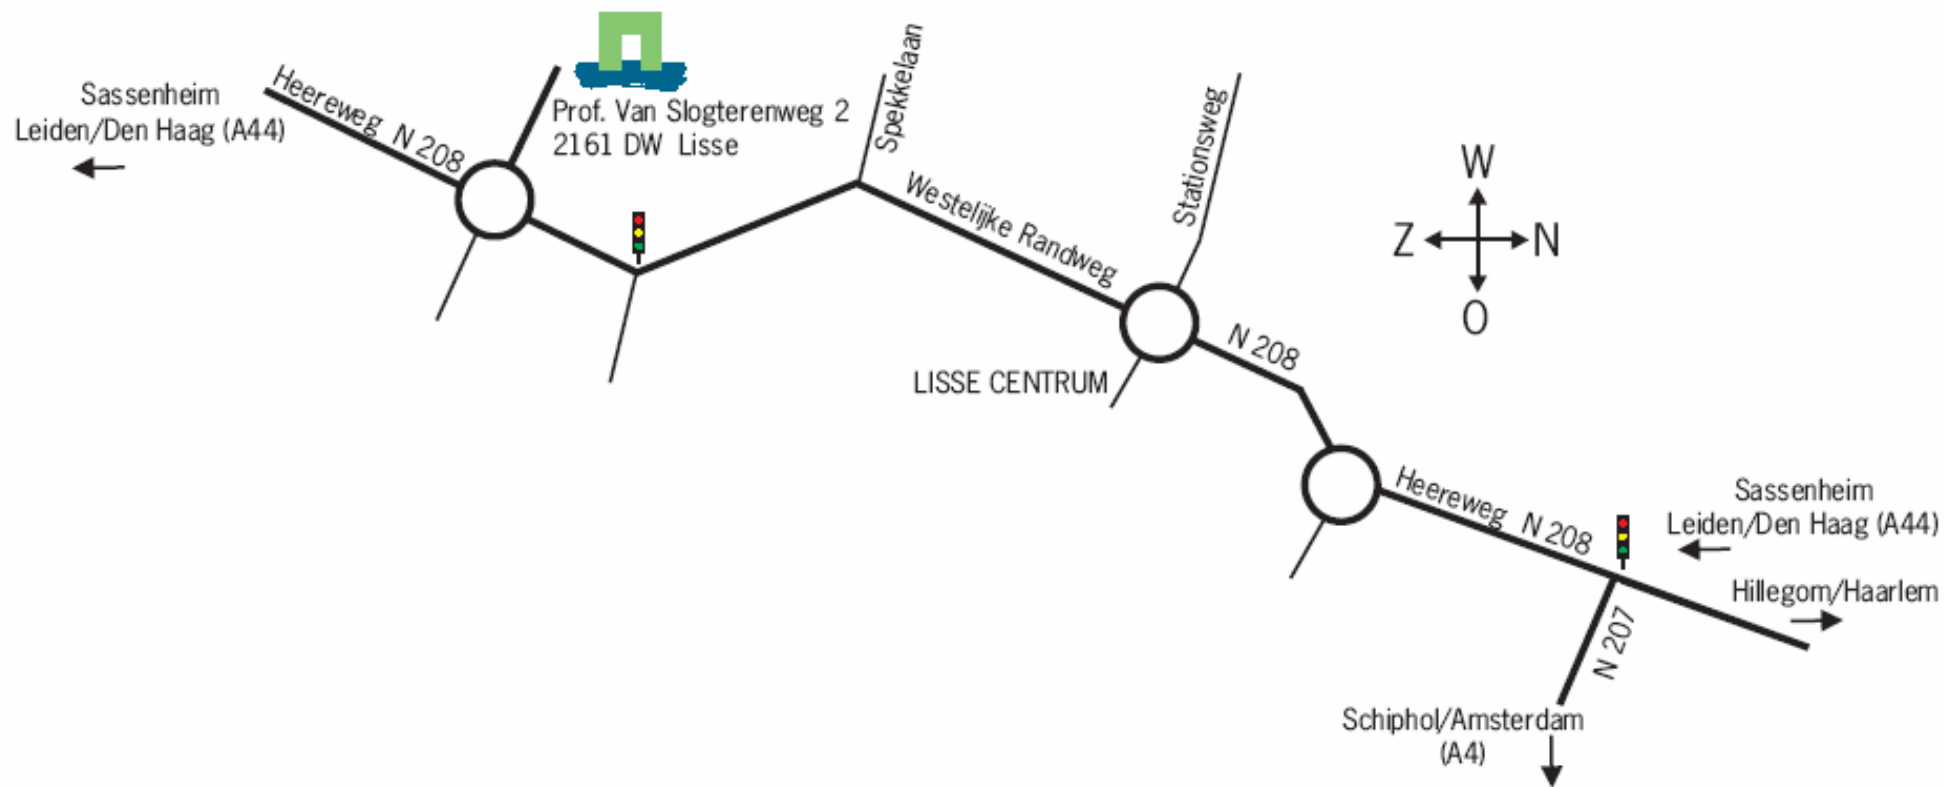 Sassenheim
Leiden/Den Haag (A44)
Heereweg N 208
Prof. Van Slogterenweg 2
2161 DW Lisse
Spekkelaan
Westelijke Randweg
Stationsweg
W
Z N
O
LISSE CENTRUM
N 208
Heereweg N 208
Sassenheim
Leiden/Den Haag (A44)
Hillegom/Haarlem
N 207
Schiphol/Amsterdam
(A4)